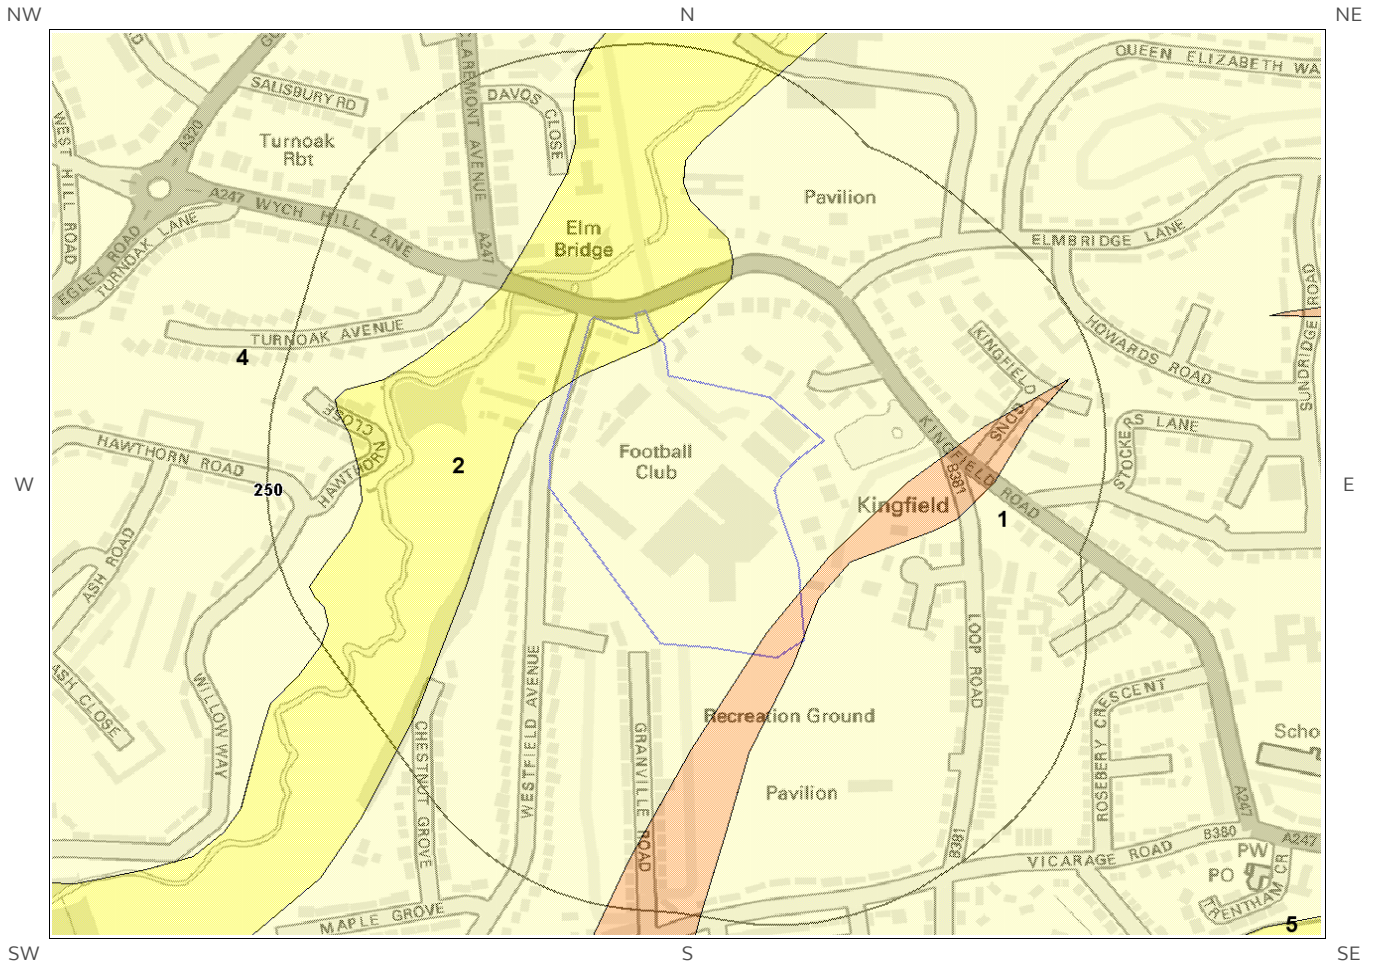 NW
N
NE
QUEEN ELIZABETH WA
SALISBURY RD
DAVOS
CLOSE
CLAREMONT AVENUE
A320
WEST HILL ROAD
Turnoak
Rbt
A247 WYCH HILL LANE
A247
Pavilion
Elm
Bridge
ELMBRIDGE LANE
EGLEY ROAD
TURNOAK LANE
TURNOAK AVENUE
4
HOWARDS ROAD
SUNDRIDGE ROAD
KINGFIELD
GDNS
CLOSE
HAWTHORN
HAWTHORN ROAD
KINGFIELD ROAD
STOCKERS LANE
Football
Club
2
W
250
E
B381
Kingfield
1
ASH ROAD
ASH CLOSE
WILLOW WAY
LOOP ROAD
WESTFIELD AVENUE
CHESTNUT GROVE
GRANVILLE ROAD
Recreation Ground
ROSEBERY CRESCENT
Scho
Pavilion
A247
B381
B380
A247
VICARAGE ROAD
PW
PO
TRENTHAM CR
MAPLE GROVE
5
SW
S
SE